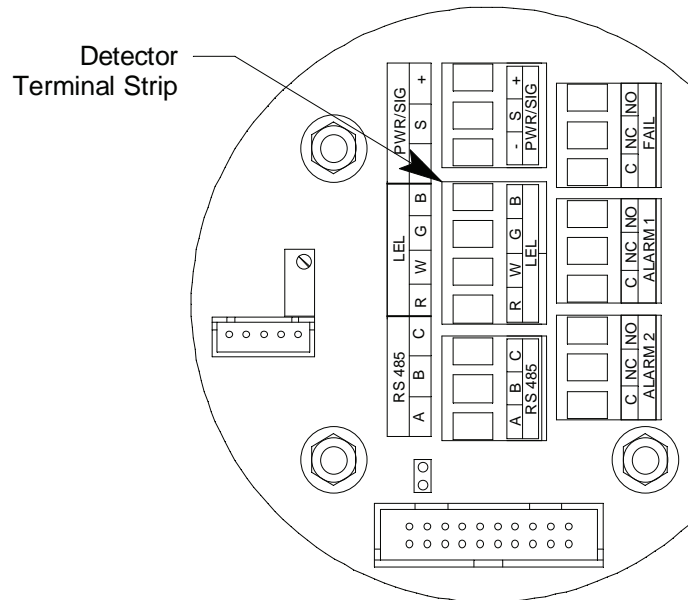 Detector
Terminal Strip
PWR/SIG
S +
LEL
R W G B
RS 485
A B C
- S +
PWR/SIG
R W G B
LEL
A B C
RS 485
C NC NO
FAIL
C NC NO
ALARM 1
C NC NO
ALARM 2